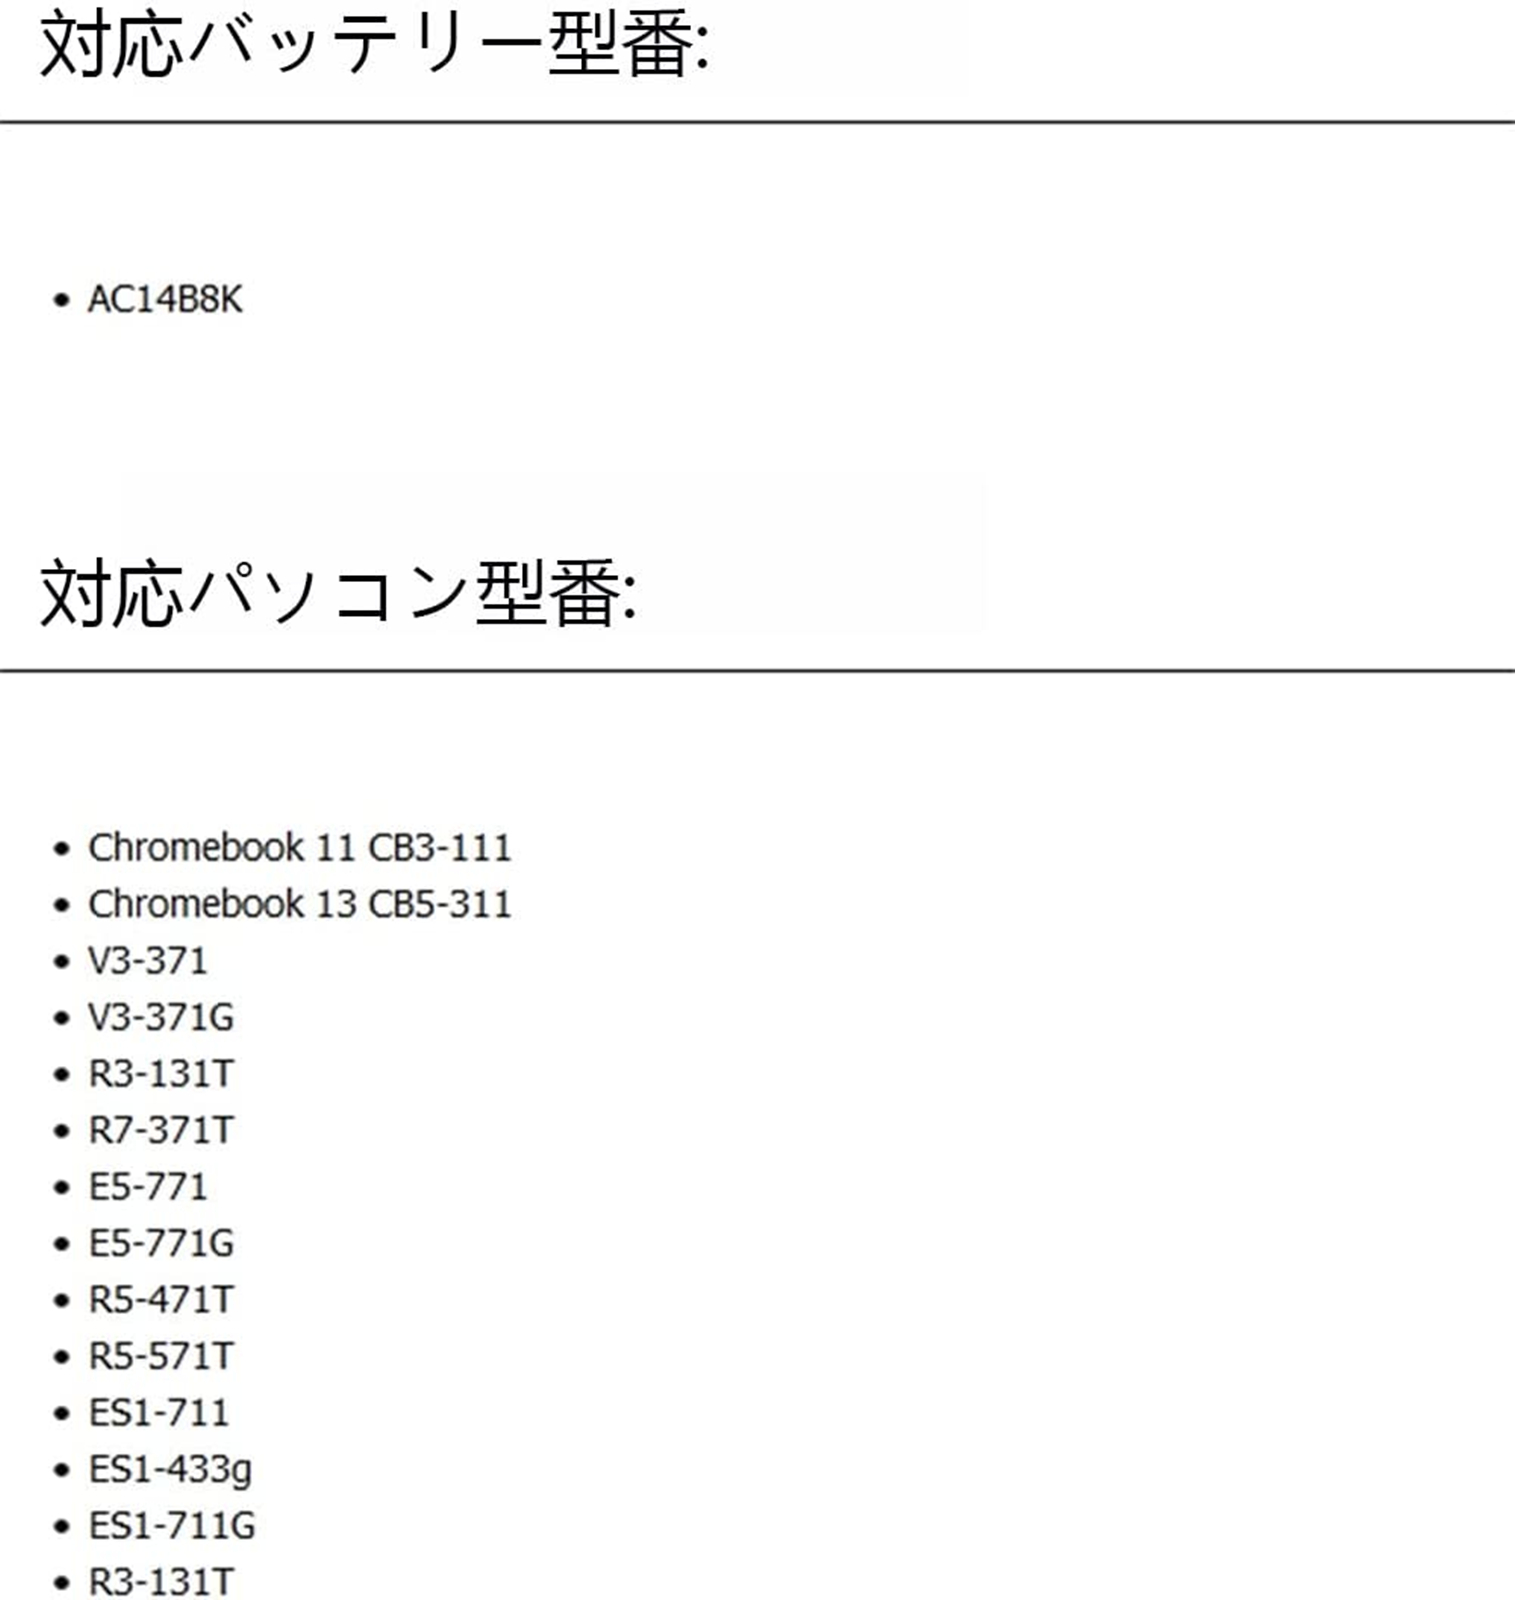 対応バッテリー型番:
• AC14B8K
対応パソコン型番:
• Chromebook 11 CB3-111
• Chromebook 13 CB5-311
• V3-371
• V3-371G
• R3-131T
• R7-371T
• E5-771
• E5-771G
• R5-471T
• R5-571T
• ES1-711
• ES1-433g
• ES1-711G
• R3-131T